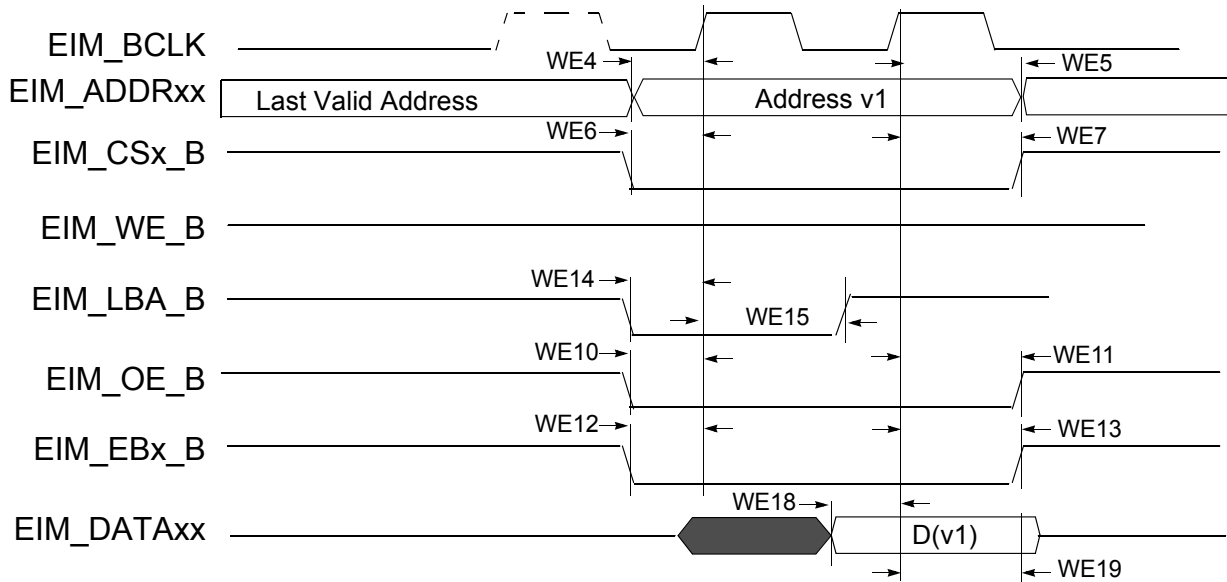 EIM_BCLK
WE4
WE5
EIM_ADDRxx
Last Valid Address
Address v1
WE6
WE7
EIM_CSx_B
EIM_WE_B
WE14
EIM_LBA_B
WE15
WE10
WE11
EIM_OE_B
WE12
WE13
EIM_EBx_B
WE18
EIM_DATAxx
D(v1)
WE19